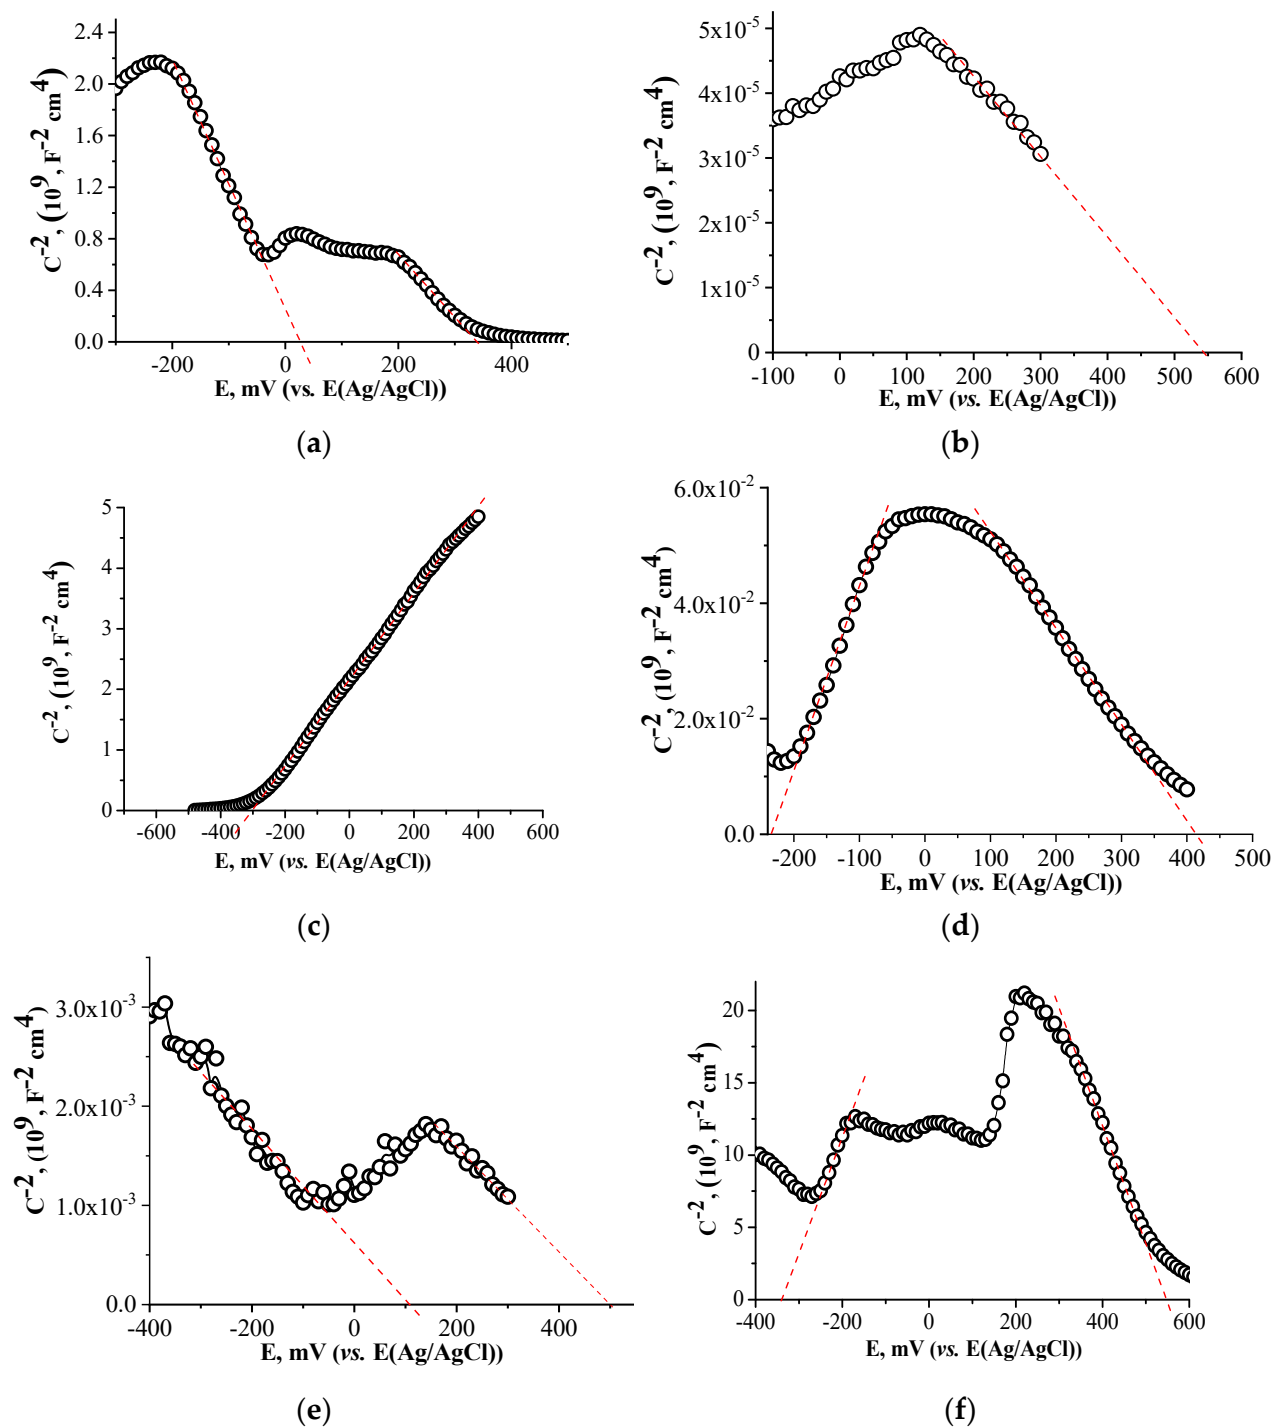 2.4
2.0
1.6
1.2
0.8
0.4
0.0
C⁻², (10⁹, F⁻² cm⁴)
-200 0 200 400
E, mV (vs. E(Ag/AgCl))
(a)
5x10⁻⁵
4x10⁻⁵
3x10⁻⁵
2x10⁻⁵
1x10⁻⁵
0
C⁻², (10⁹, F⁻² cm⁴)
-100 0 100 200 300 400 500 600
E, mV (vs. E(Ag/AgCl))
(b)
5
4
3
2
1
0
C⁻², (10⁹, F⁻² cm⁴)
-600 -400 -200 0 200 400 600
E, mV (vs. E(Ag/AgCl))
(c)
6.0x10⁻²
4.0x10⁻²
2.0x10⁻²
0.0
C⁻², (10⁹, F⁻² cm⁴)
-200 -100 0 100 200 300 400 500
E, mV (vs. E(Ag/AgCl))
(d)
3.0x10⁻³
2.0x10⁻³
1.0x10⁻³
0.0
C⁻², (10⁹, F⁻² cm⁴)
-400 -200 0 200 400
E, mV (vs. E(Ag/AgCl))
(e)
20
15
10
5
0
C⁻², (10⁹, F⁻² cm⁴)
-400 -200 0 200 400 600
E, mV (vs. E(Ag/AgCl))
(f)